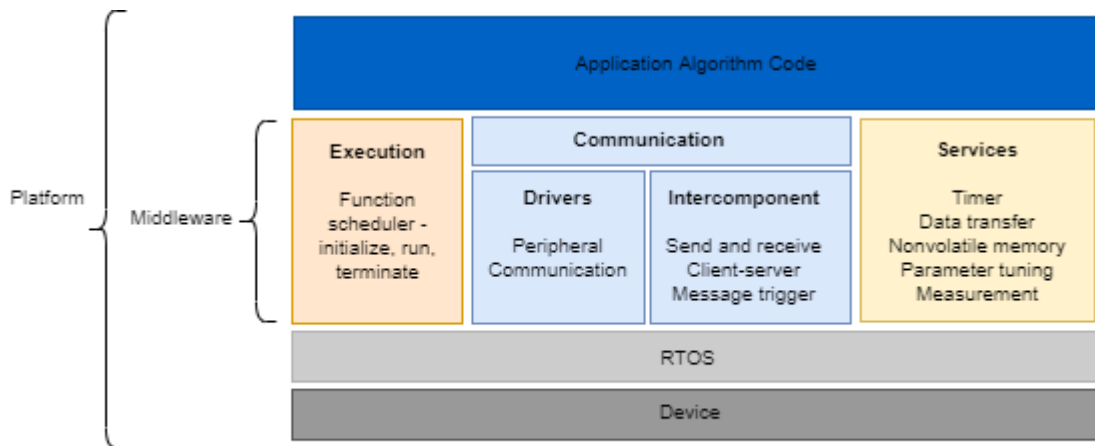 Platform
Middleware
Application Algorithm Code
Execution
Function
scheduler -
initialize, run,
terminate
Communication
Drivers
Peripheral
Communication
Intercomponent
Send and receive
Client-server
Message trigger
Services
Timer
Data transfer
Nonvolatile memory
Parameter tuning
Measurement
RTOS
Device